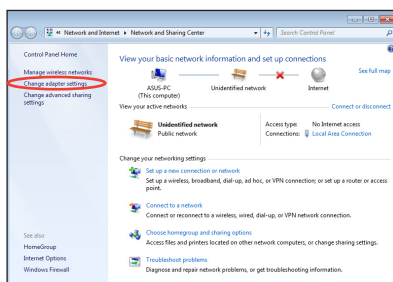 Network and Internet ▸ Network and Sharing Center
Search Control Panel
Control Panel Home
Manage wireless networks
Change adapter settings
Change advanced sharing
settings
View your basic network information and set up connections
See full map
ASUS-PC
(This computer)
Unidentified network
Internet
View your active networks
Connect or disconnect
Unidentified network
Public network
Access type: No Internet access
Connections: Local Area Connection
Change your networking settings
Set up a new connection or network
Set up a wireless, broadband, dial-up, ad hoc, or VPN connection; or set up a router or access
point.
Connect to a network
Connect or reconnect to a wireless, wired, dial-up, or VPN network connection.
Choose homegroup and sharing options
Access files and printers located on other network computers, or change sharing settings.
Troubleshoot problems
Diagnose and repair network problems, or get troubleshooting information.
See also
HomeGroup
Internet Options
Windows Firewall